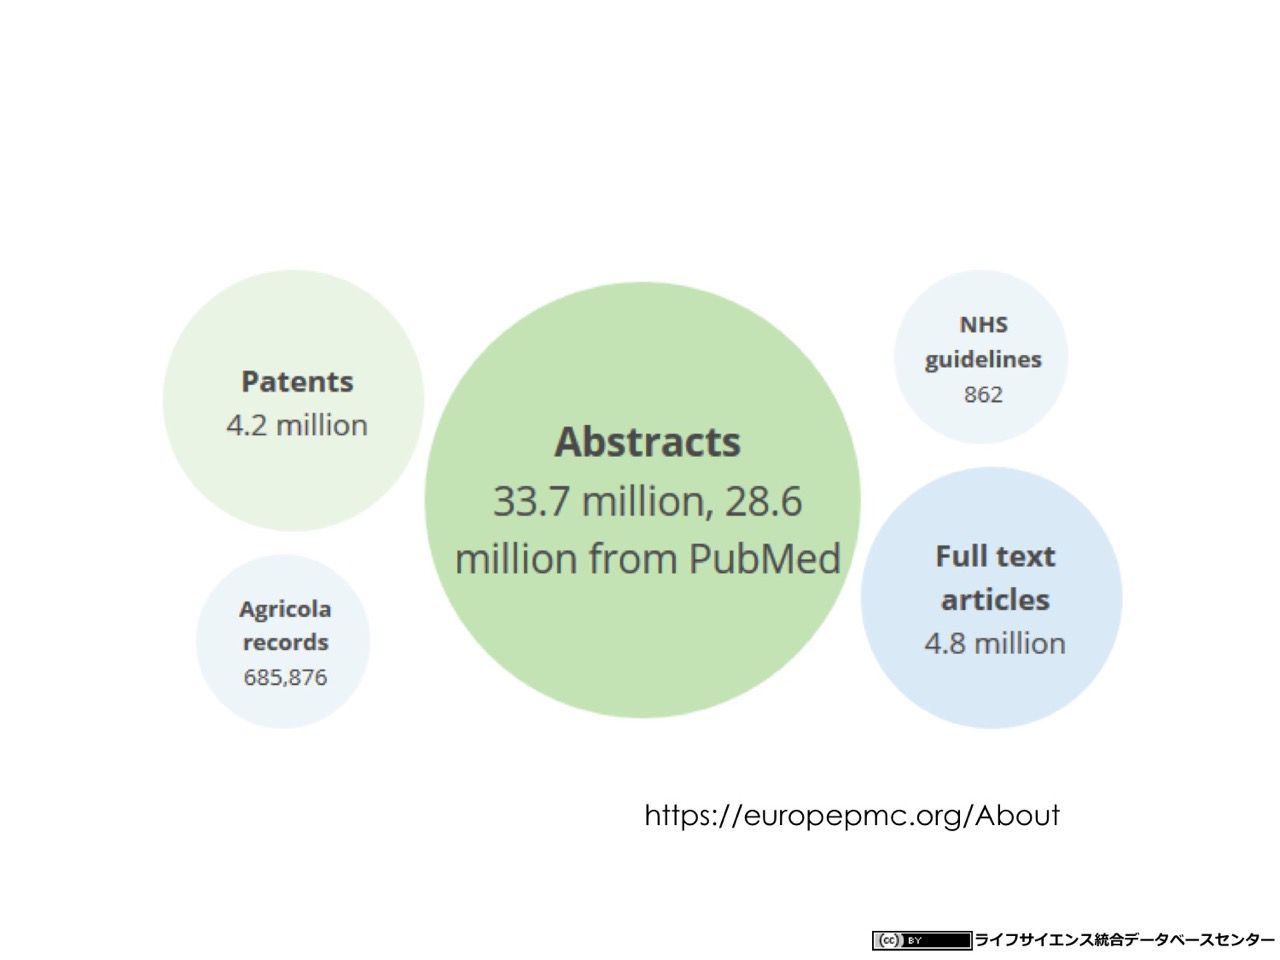 Patents
4.2 million
Agricola
records
685,876
Abstracts
33.7 million, 28.6
million from PubMed
NHS
guidelines
862
Full text
articles
4.8 million
https://europepmc.org/About
(cc) BY ライフサイエンス統合データベースセンター